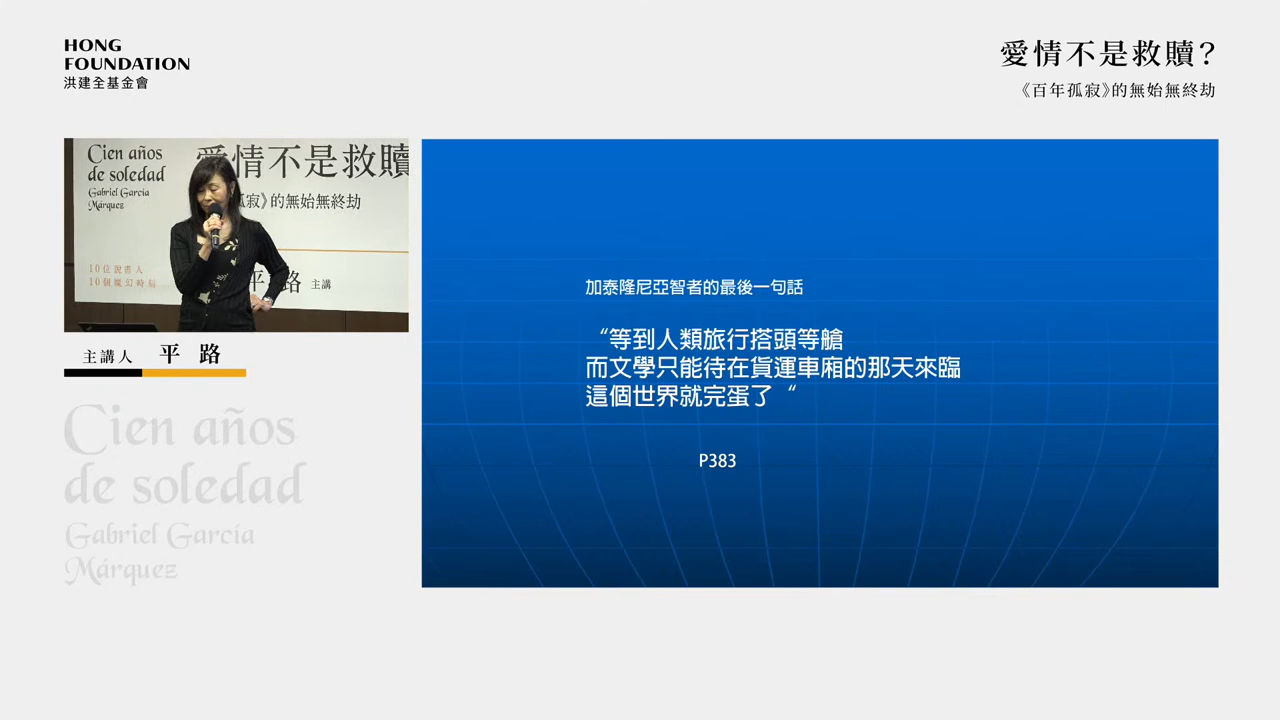 HONG
FOUNDATION
洪建全基金會
愛情不是救贖？
《百年孤寂》的無始無終劫
Cien años
de soledad
Gabriel García
Márquez
愛情不是救贖
孤寂》的無始無終劫
10位說書人
10個魔幻時刻
平路 主講
主講人 平 路
Cien años
de soledad
Gabriel García
Márquez
加泰隆尼亞智者的最後一句話
“等到人類旅行搭頭等艙
而文學只能待在貨運車廂的那天來臨
這個世界就完蛋了“
P383